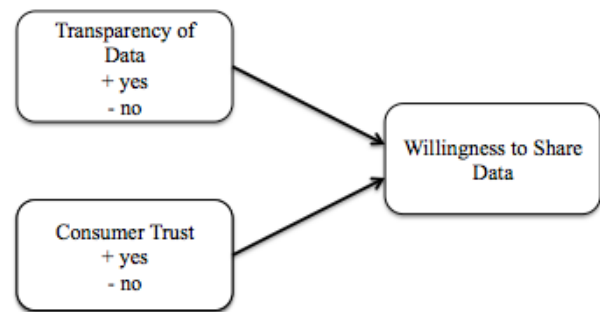 Transparency of
Data
+ yes
- no
Willingness to Share
Data
Consumer Trust
+ yes
- no